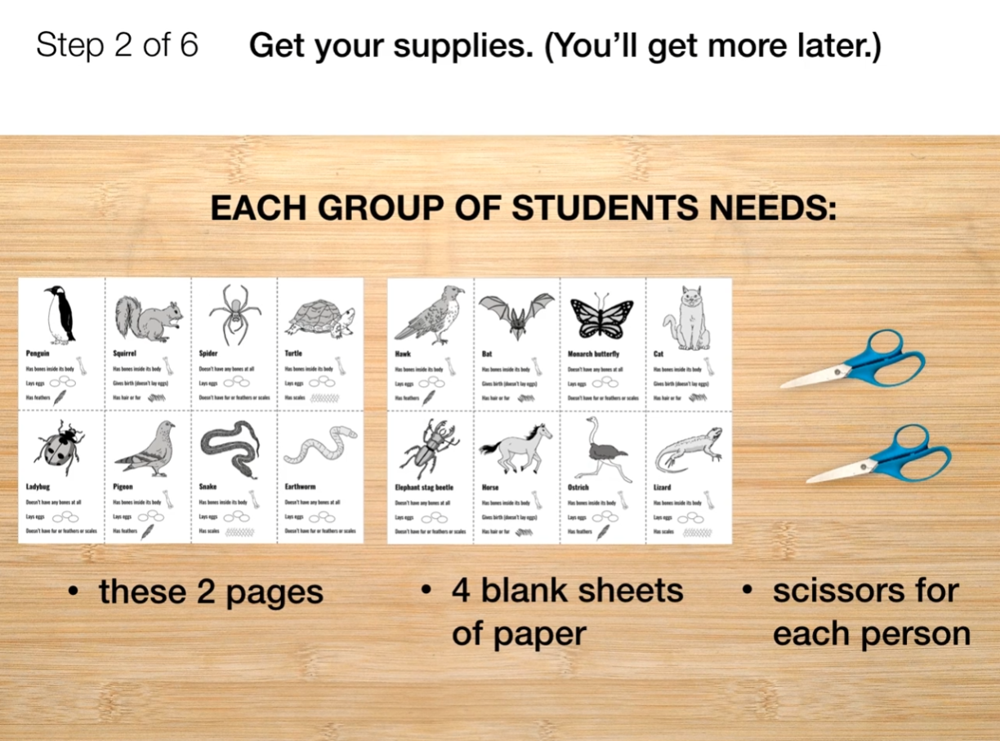 Step 2 of 6 Get your supplies. (You’ll get more later.)
EACH GROUP OF STUDENTS NEEDS:
Penguin
Has bones inside its body
Lays eggs
Has feathers
Squirrel
Has bones inside its body
Gives birth (doesn't lay eggs)
Has hair or fur
Spider
Doesn't have any bones at all
Lays eggs
Doesn't have fur or feathers or scales
Turtle
Has bones inside its body
Lays eggs
Has scales
Hawk
Has bones inside its body
Lays eggs
Has feathers
Bat
Has bones inside its body
Gives birth (doesn't lay eggs)
Has hair or fur
Monarch butterfly
Doesn't have any bones at all
Lays eggs
Doesn't have fur or feathers or scales
Cat
Has bones inside its body
Gives birth (doesn't lay eggs)
Has hair or fur
Ladybug
Doesn't have any bones at all
Lays eggs
Doesn't have fur or feathers or scales
Pigeon
Has bones inside its body
Lays eggs
Has feathers
Snake
Has bones inside its body
Lays eggs
Has scales
Earthworm
Doesn't have any bones at all
Lays eggs
Doesn't have fur or feathers or scales
Elephant stag beetle
Doesn't have any bones at all
Lays eggs
Doesn't have fur or feathers or scales
Horse
Has bones inside its body
Gives birth (doesn't lay eggs)
Has hair or fur
Ostrich
Has bones inside its body
Lays eggs
Has feathers
Lizard
Has bones inside its body
Lays eggs
Has scales
• these 2 pages
• 4 blank sheets
of paper
• scissors for
each person